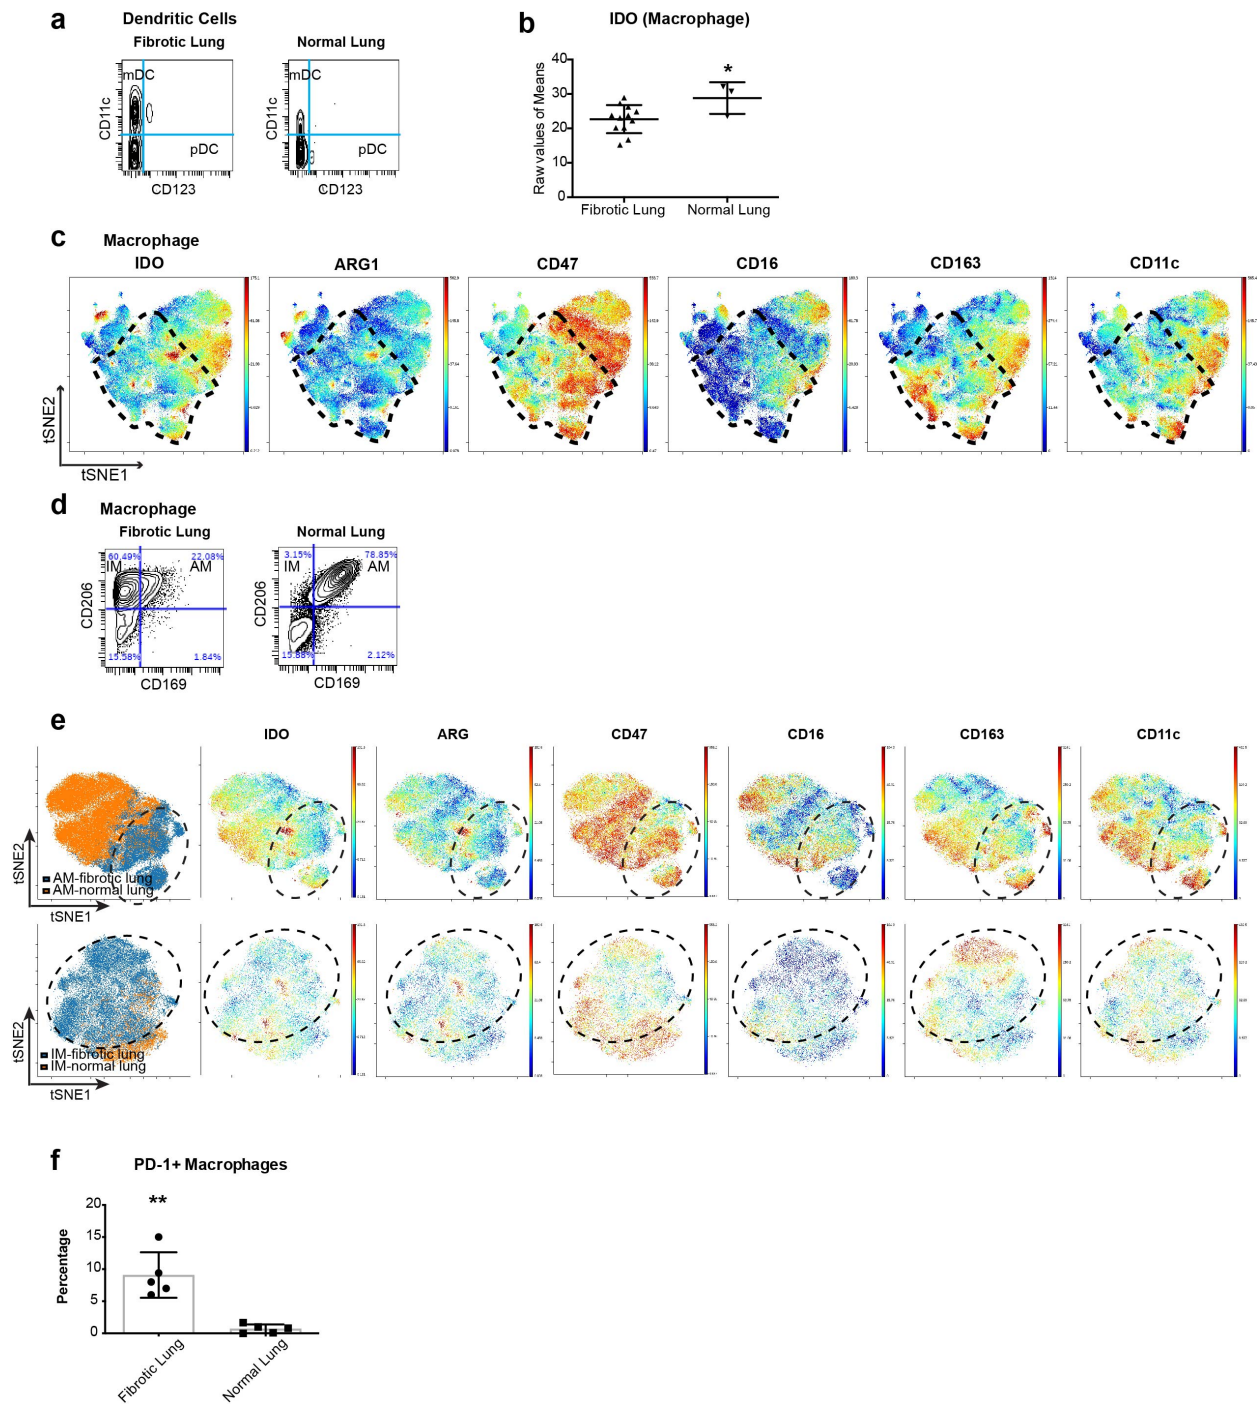 a
Dendritic Cells
Fibrotic Lung
Normal Lung
mDC
mDC
CD11c
CD11c
pDC
pDC
CD123
CD123
b
IDO (Macrophage)
Raw values of Means
40
30
20
10
0
*
Fibrotic Lung
Normal Lung
c
Macrophage
IDO
ARG1
CD47
CD16
CD163
CD11c
tSNE2
tSNE1
d
Macrophage
Fibrotic Lung
Normal Lung
60.49%
22.08%
IM
AM
CD206
15.58%
1.84%
CD169
3.15%
78.85%
IM
AM
CD206
15.88%
2.12%
CD169
e
IDO
ARG
CD47
CD16
CD163
CD11c
tSNE2
AM-fibrotic lung
AM-normal lung
tSNE1
tSNE2
IM-fibrotic lung
IM-normal lung
tSNE1
f
PD-1+ Macrophages
**
Percentage
20
15
10
5
0
Fibrotic Lung
Normal Lung